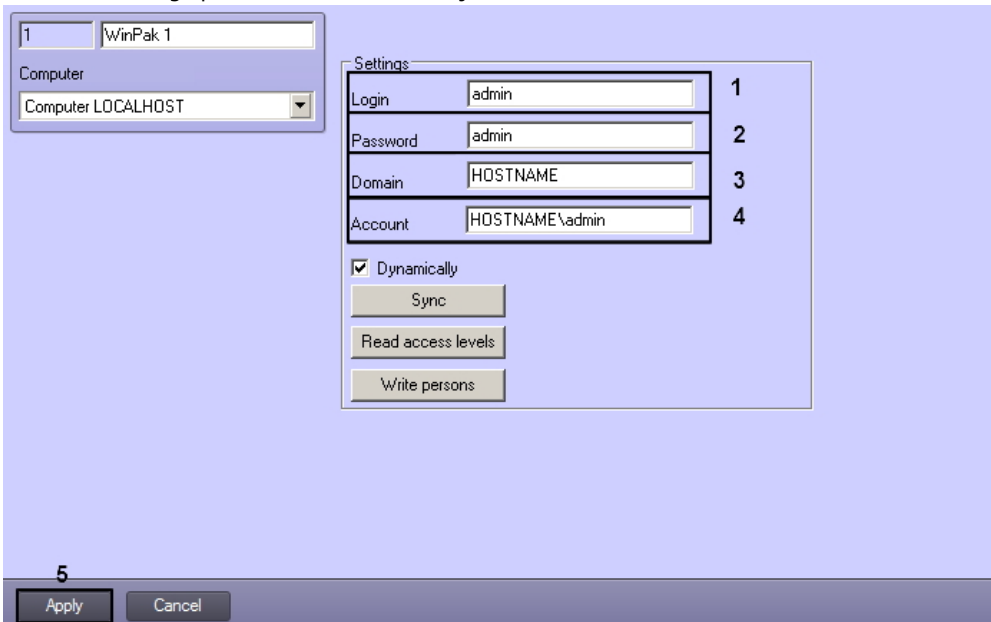 1 WinPak 1
Computer
Computer LOCALHOST
Settings
Login admin 1
Password admin 2
Domain HOSTNAME 3
Account HOSTNAME\admin 4
Dynamically
Sync
Read access levels
Write persons
5
Apply Cancel